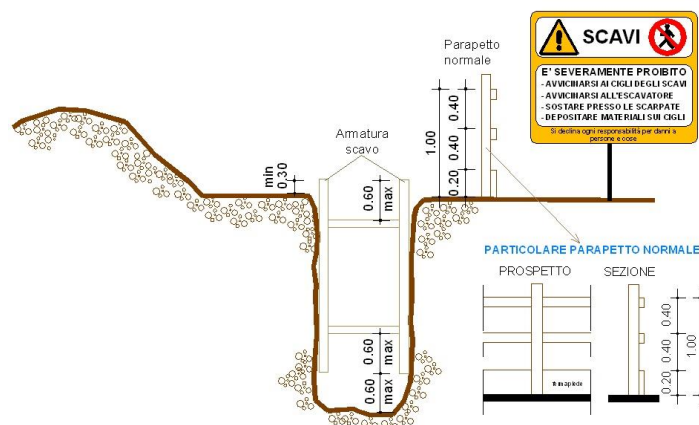 SCAVI
E' SEVERAMENTE PROIBITO
- AVVICINARSI AI CIGLI DEGLI SCAVI
- AVVICINARSI ALL'ESCAVATORE
- SOSTARE PRESSO LE SCARPATE
- DEPOSITARE MATERIALI SUI CIGLI
Si declina ogni responsabilità per danni a
persone e cose
Parapetto
normale
Armatura
scavo
min
0.30
0.60
max
1.00
0.40
0.40
0.20
0.60
max
0.60
max
PARTICOLARE PARAPETTO NORMALE
PROSPETTO
SEZIONE
0.40
0.40
0.20
1.00